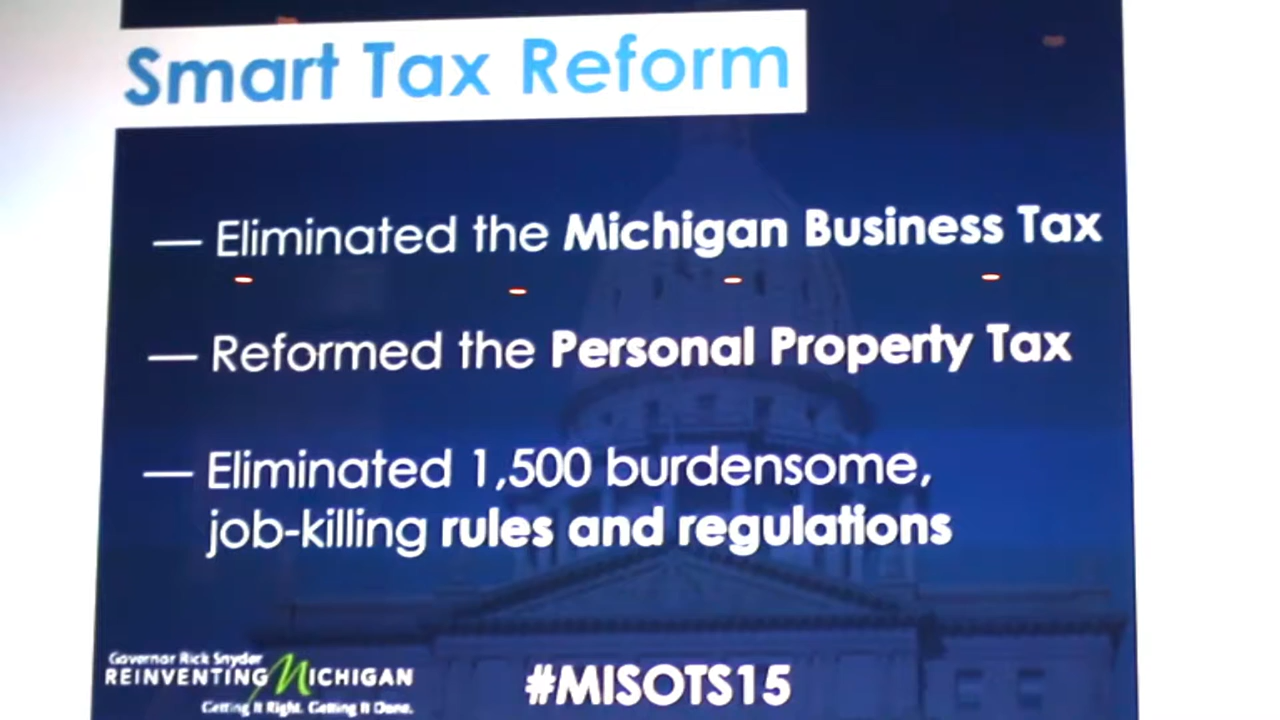 Smart Tax Reform
— Eliminated the Michigan Business Tax
— Reformed the Personal Property Tax
— Eliminated 1,500 burdensome,
job-killing rules and regulations
Governor Rick Snyder
REINVENTING MICHIGAN
Getting It Right. Getting It Done.
#MISOTS15